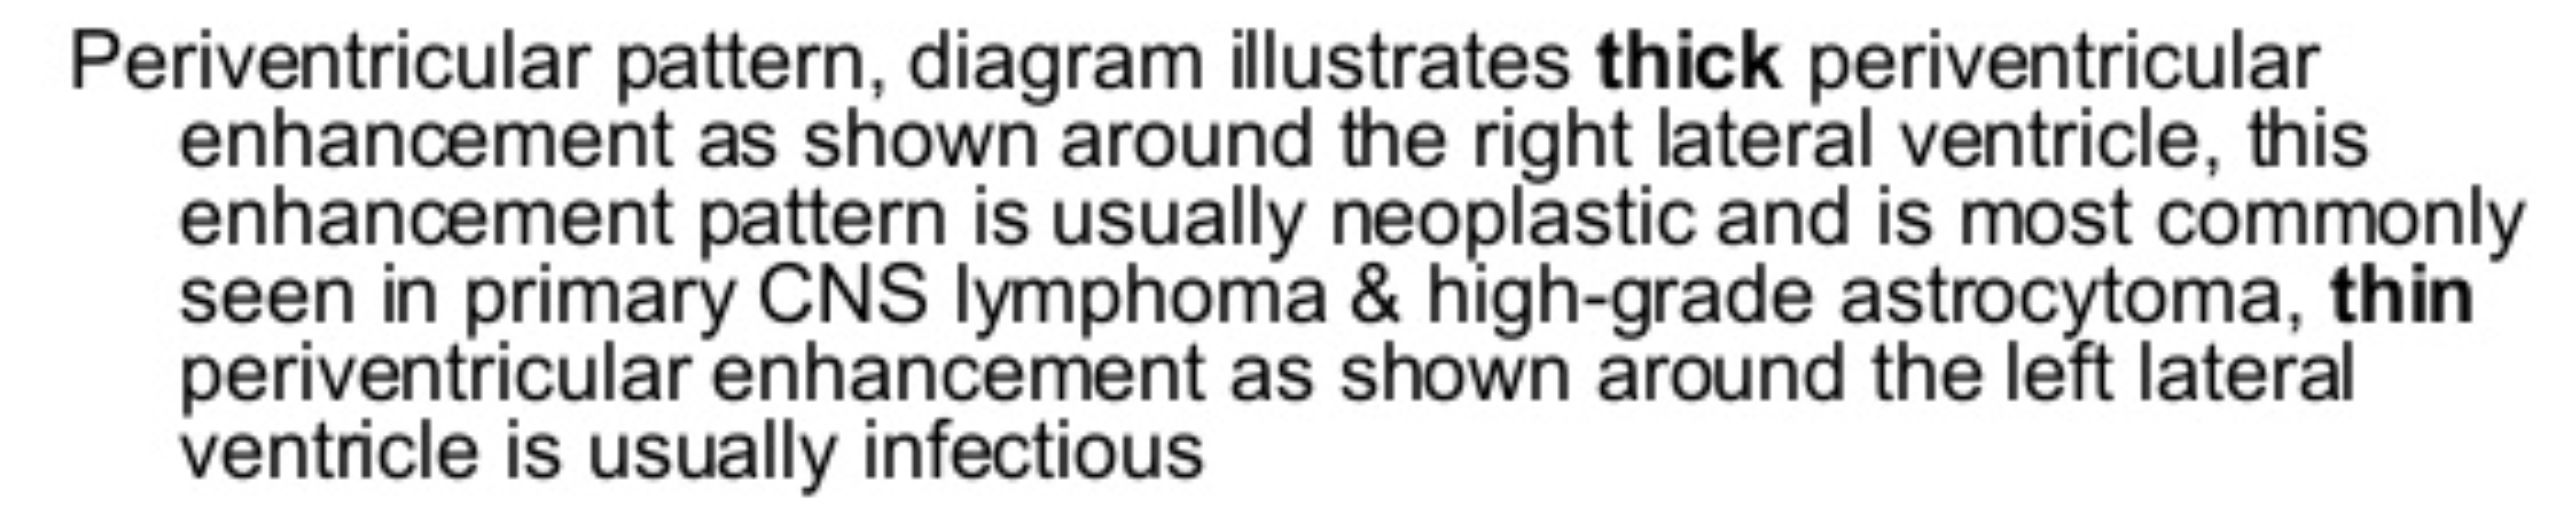 Periventricular pattern, diagram illustrates thick periventricular
enhancement as shown around the right lateral ventricle, this
enhancement pattern is usually neoplastic and is most commonly
seen in primary CNS lymphoma & high-grade astrocytoma, thin
periventricular enhancement as shown around the left lateral
ventricle is usually infectious